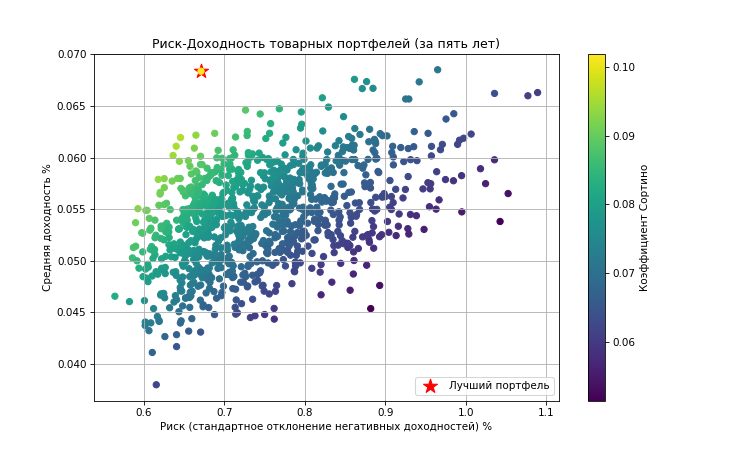 Риск-Доходность товарных портфелей (за пять лет)
0.070
0.065
0.060
0.055
0.050
0.045
0.040
Средняя доходность %
0.6 0.7 0.8 0.9 1.0 1.1
Риск (стандартное отклонение негативных доходностей) %
Лучший портфель
0.10
0.09
0.08
0.07
0.06
Коэффициент Сортино